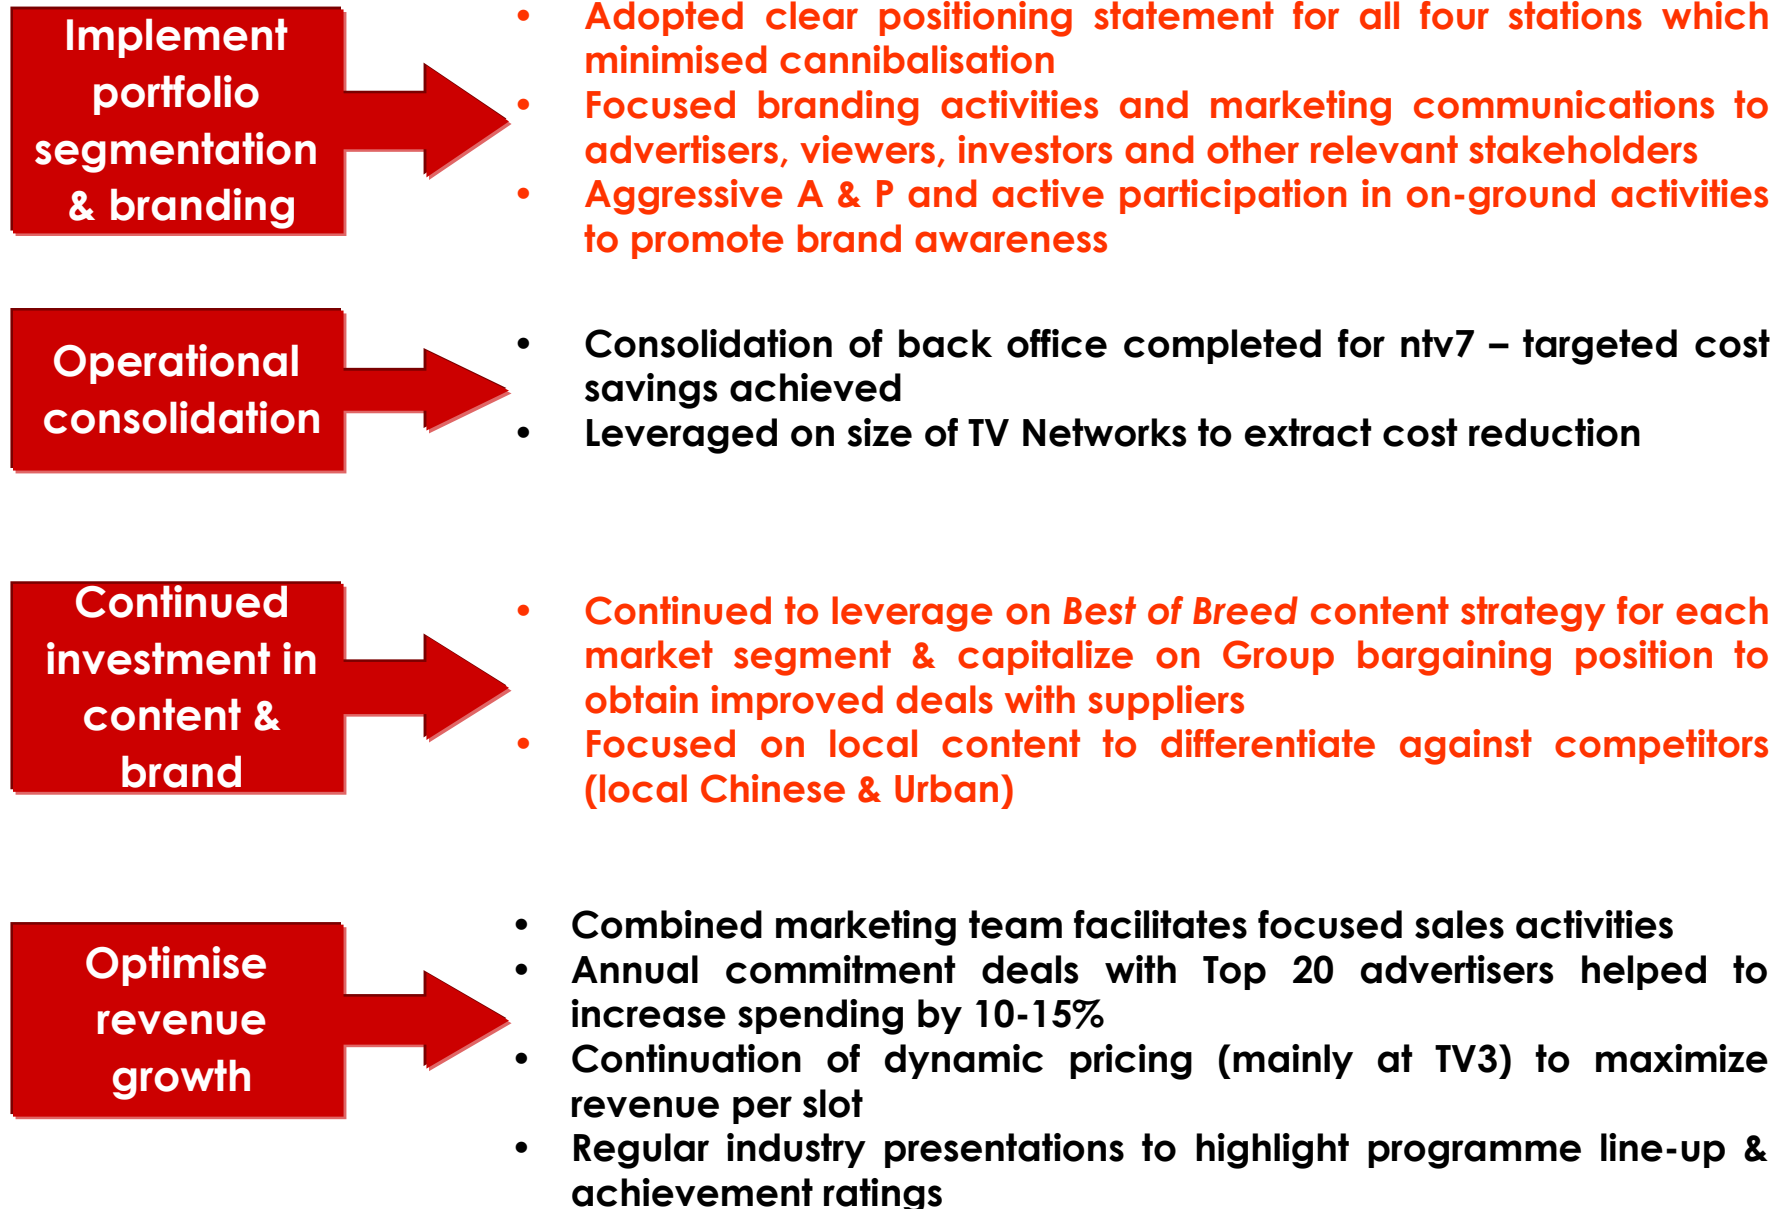 Implement
portfolio
segmentation
& branding
• Adopted clear positioning statement for all four stations which
minimised cannibalisation
• Focused branding activities and marketing communications to
advertisers, viewers, investors and other relevant stakeholders
• Aggressive A & P and active participation in on-ground activities
to promote brand awareness
Operational
consolidation
• Consolidation of back office completed for ntv7 – targeted cost
savings achieved
• Leveraged on size of TV Networks to extract cost reduction
Continued
investment in
content &
brand
• Continued to leverage on Best of Breed content strategy for each
market segment & capitalize on Group bargaining position to
obtain improved deals with suppliers
• Focused on local content to differentiate against competitors
(local Chinese & Urban)
Optimise
revenue
growth
• Combined marketing team facilitates focused sales activities
• Annual commitment deals with Top 20 advertisers helped to
increase spending by 10-15%
• Continuation of dynamic pricing (mainly at TV3) to maximize
revenue per slot
• Regular industry presentations to highlight programme line-up &
achievement ratings